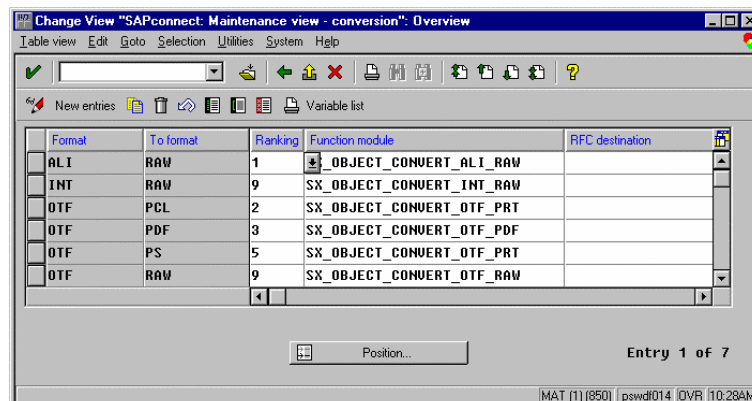 Change View "SAPconnect: Maintenance view - conversion": Overview
Table view Edit Goto Selection Utilities System Help
New entries Variable list
Format To format Ranking Function module RFC destination
ALI RAW 1 _OBJECT_CONVERT_ALI_RAW
INT RAW 9 SX_OBJECT_CONVERT_INT_RAW
OTF PCL 2 SX_OBJECT_CONVERT_OTF_PRT
OTF PDF 3 SX_OBJECT_CONVERT_OTF_PDF
OTF PS 5 SX_OBJECT_CONVERT_OTF_PRT
OTF RAW 9 SX_OBJECT_CONVERT_OTF_RAW
Position... Entry 1 of 7
MAT (1) (850) pswdf014 OVR 10:28AM